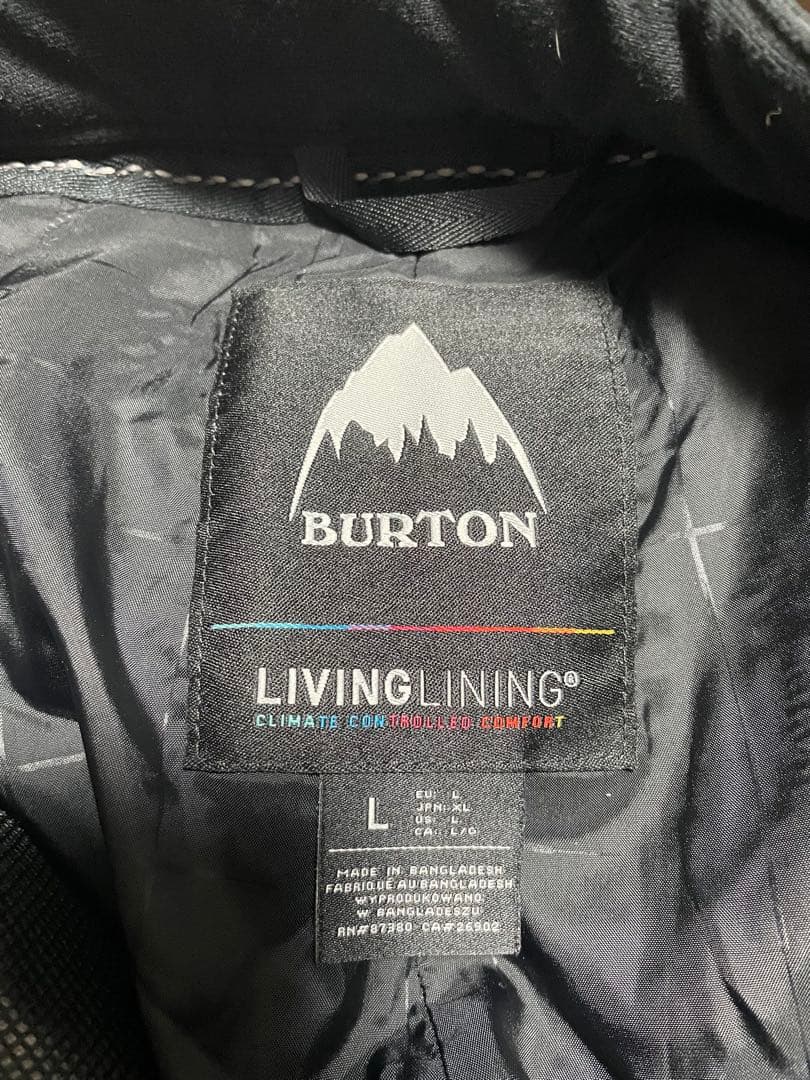 BURTON
LIVINGLINING®
CLIMATE CONTROLLED COMFORT
L
EU: L
JPN: XL
US: L
CA: L/G
MADE IN BANGLADESH
FABRIQUE AU BANGLADESH
WYPRODUKOWANO
W BANGLADESZU
RN#87380 CA#26902